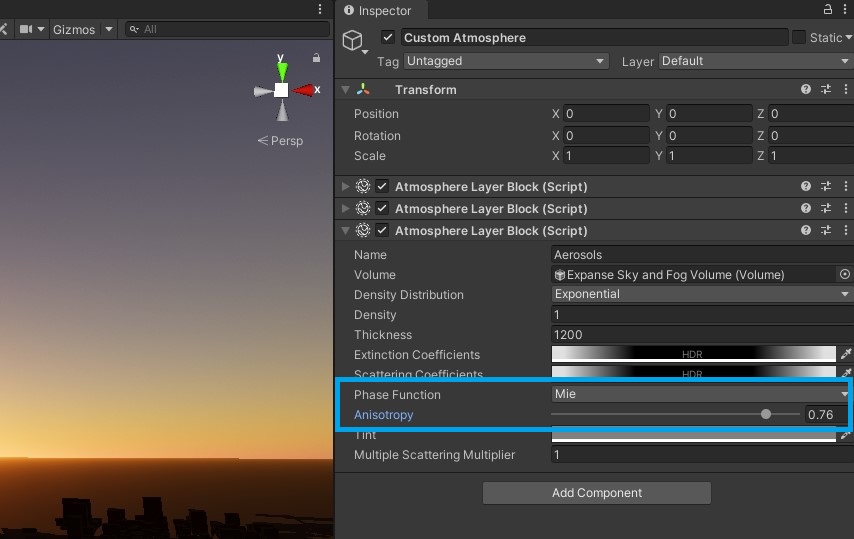 Inspector
Gizmos
All
Custom Atmosphere
Static
Tag Untagged Layer Default
y
x
Persp
Transform
Position X 0 Y 0 Z 0
Rotation X 0 Y 0 Z 0
Scale X 1 Y 1 Z 1
Atmosphere Layer Block (Script)
Atmosphere Layer Block (Script)
Atmosphere Layer Block (Script)
Name Aerosols
Volume Expanse Sky and Fog Volume (Volume)
Density Distribution Exponential
Density 1
Thickness 1200
Extinction Coefficients HDR
Scattering Coefficients HDR
Phase Function Mie
Anisotropy 0.76
Tint
Multiple Scattering Multiplier 1
Add Component